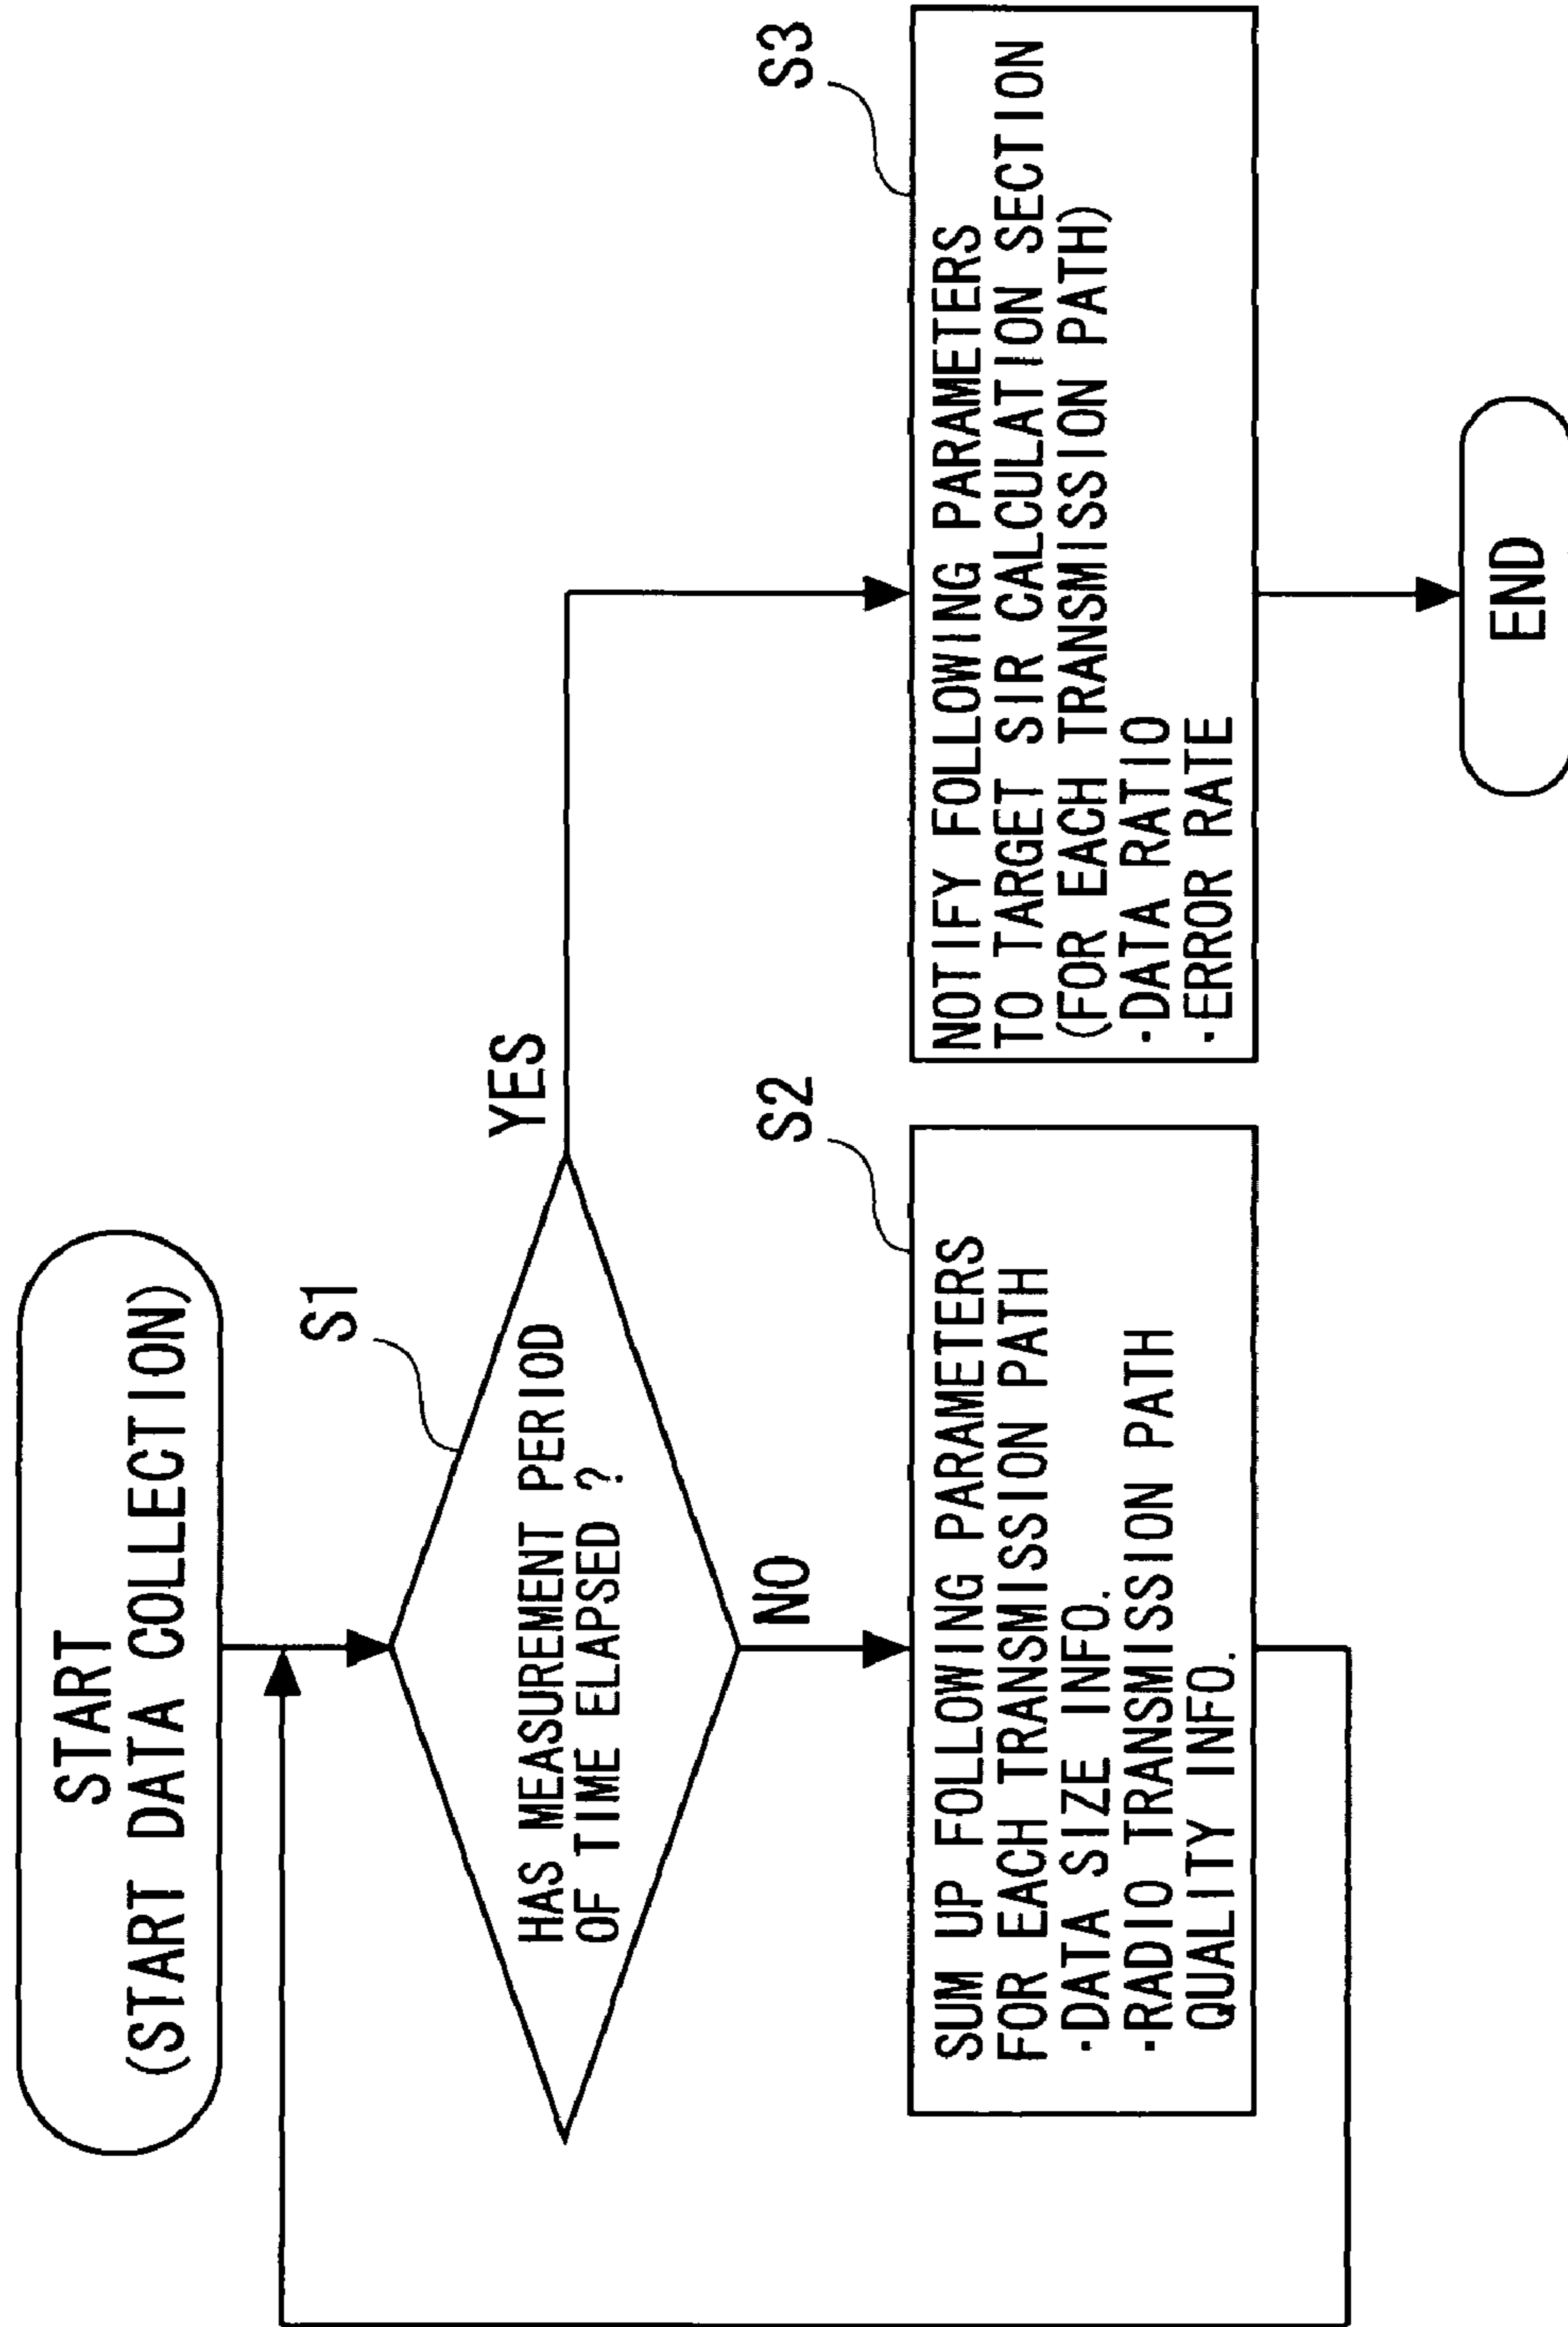 START
(START DATA COLLECTION)
S1
HAS MEASUREMENT PERIOD
OF TIME ELAPSED ?
YES
NO
S2
SUM UP FOLLOWING PARAMETERS
FOR EACH TRANSMISSION PATH
·DATA SIZE INFO.
·RADIO TRANSMISSION PATH
QUALITY INFO.
S3
NOTIFY FOLLOWING PARAMETERS
TO TARGET SIR CALCULATION SECTION
(FOR EACH TRANSMISSION PATH)
·DATA RATIO
·ERROR RATE
END